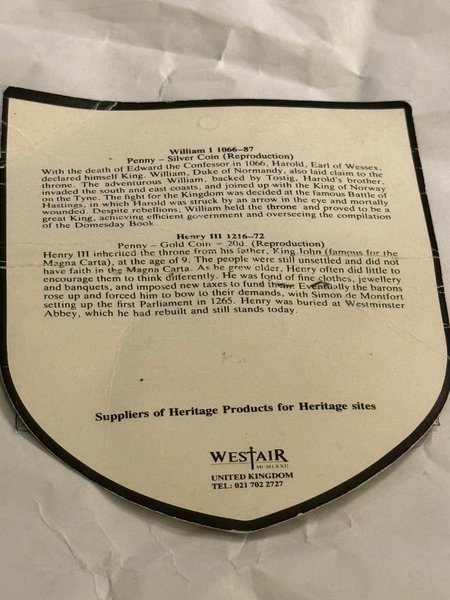 William I 1066–87
Penny – Silver Coin (Reproduction)
With the death of Edward the Confessor in 1066, Harold, Earl of Wessex,
declared himself King. William, Duke of Normandy, also laid claim to the
throne. The adventurous William, backed by Tostig, Harold's brother,
invaded the south and east coasts, and joined up with the King of Norway
on the Tyne. The fight for the Kingdom was decided at the famous Battle of
Hastings, in which Harold was struck by an arrow in the eye and mortally
wounded. Despite rebellions, William held the throne and proved to be a
great King, achieving efficient government and overseeing the compilation
of the Domesday Book.
Henry III 1216–72
Penny – Gold Coin = 20d. (Reproduction)
Henry III inherited the throne from his father, King John (famous for the
Magna Carta), at the age of 9. The people were still unsettled and did not
have faith in the Magna Carta. As he grew elder, Henry often did little to
encourage them to think differently. He was fond of fine clothes, jewellery
and banquets, and imposed new taxes to fund them. Eventually the barons
rose up and forced him to bow to their demands, with Simon de Montfort
setting up the first Parliament in 1265. Henry was buried at Westminster
Abbey, which he had rebuilt and still stands today.
Suppliers of Heritage Products for Heritage sites
WESTAIR
MCMLXXII
UNITED KINGDOM
TEL: 021 702 2727